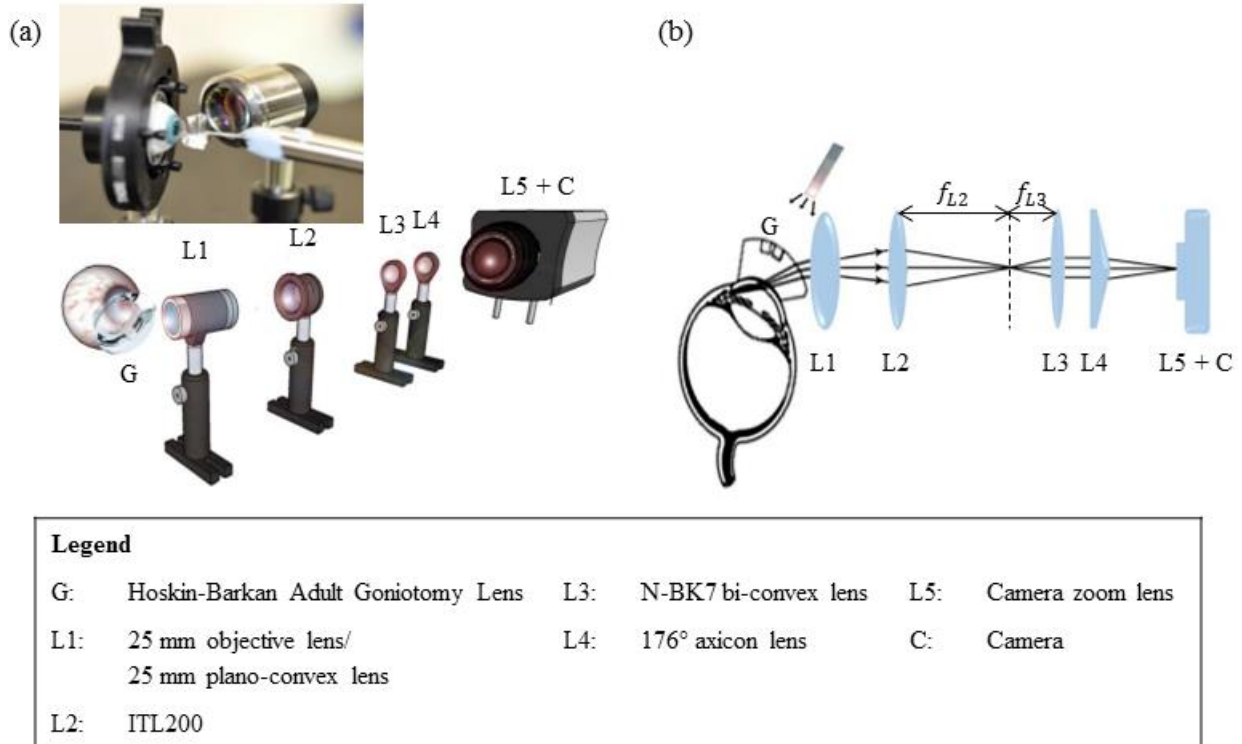 (a)
(b)
L5 + C
L3 L4
L2
L1
G
G
f_L2
f_L3
L1
L2
L3 L4
L5 + C
Legend
G: Hoskin-Barkan Adult Goniotomy Lens
L1: 25 mm objective lens/
25 mm plano-convex lens
L2: ITL200
L3: N-BK7 bi-convex lens
L4: 176° axicon lens
L5: Camera zoom lens
C: Camera